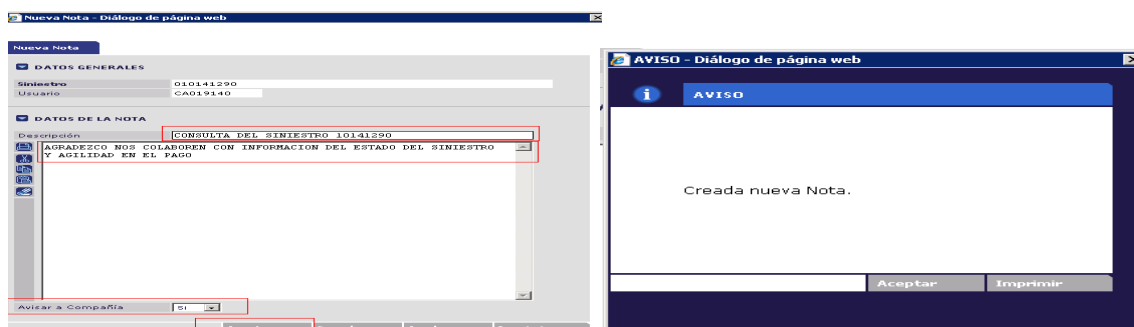 Nueva Nota - Diálogo de página web
Nueva Nota
DATOS GENERALES
Siniestro 010141290
Usuario CA019140
DATOS DE LA NOTA
Descripción CONSULTA DEL SINIESTRO 10141290
AGRADEZCO NOS COLABOREN CON INFORMACION DEL ESTADO DEL SINIESTRO
Y AGILIDAD EN EL PAGO
Avisar a Compañía SI
AVISO - Diálogo de página web
AVISO
Creada nueva Nota.
Aceptar Imprimir